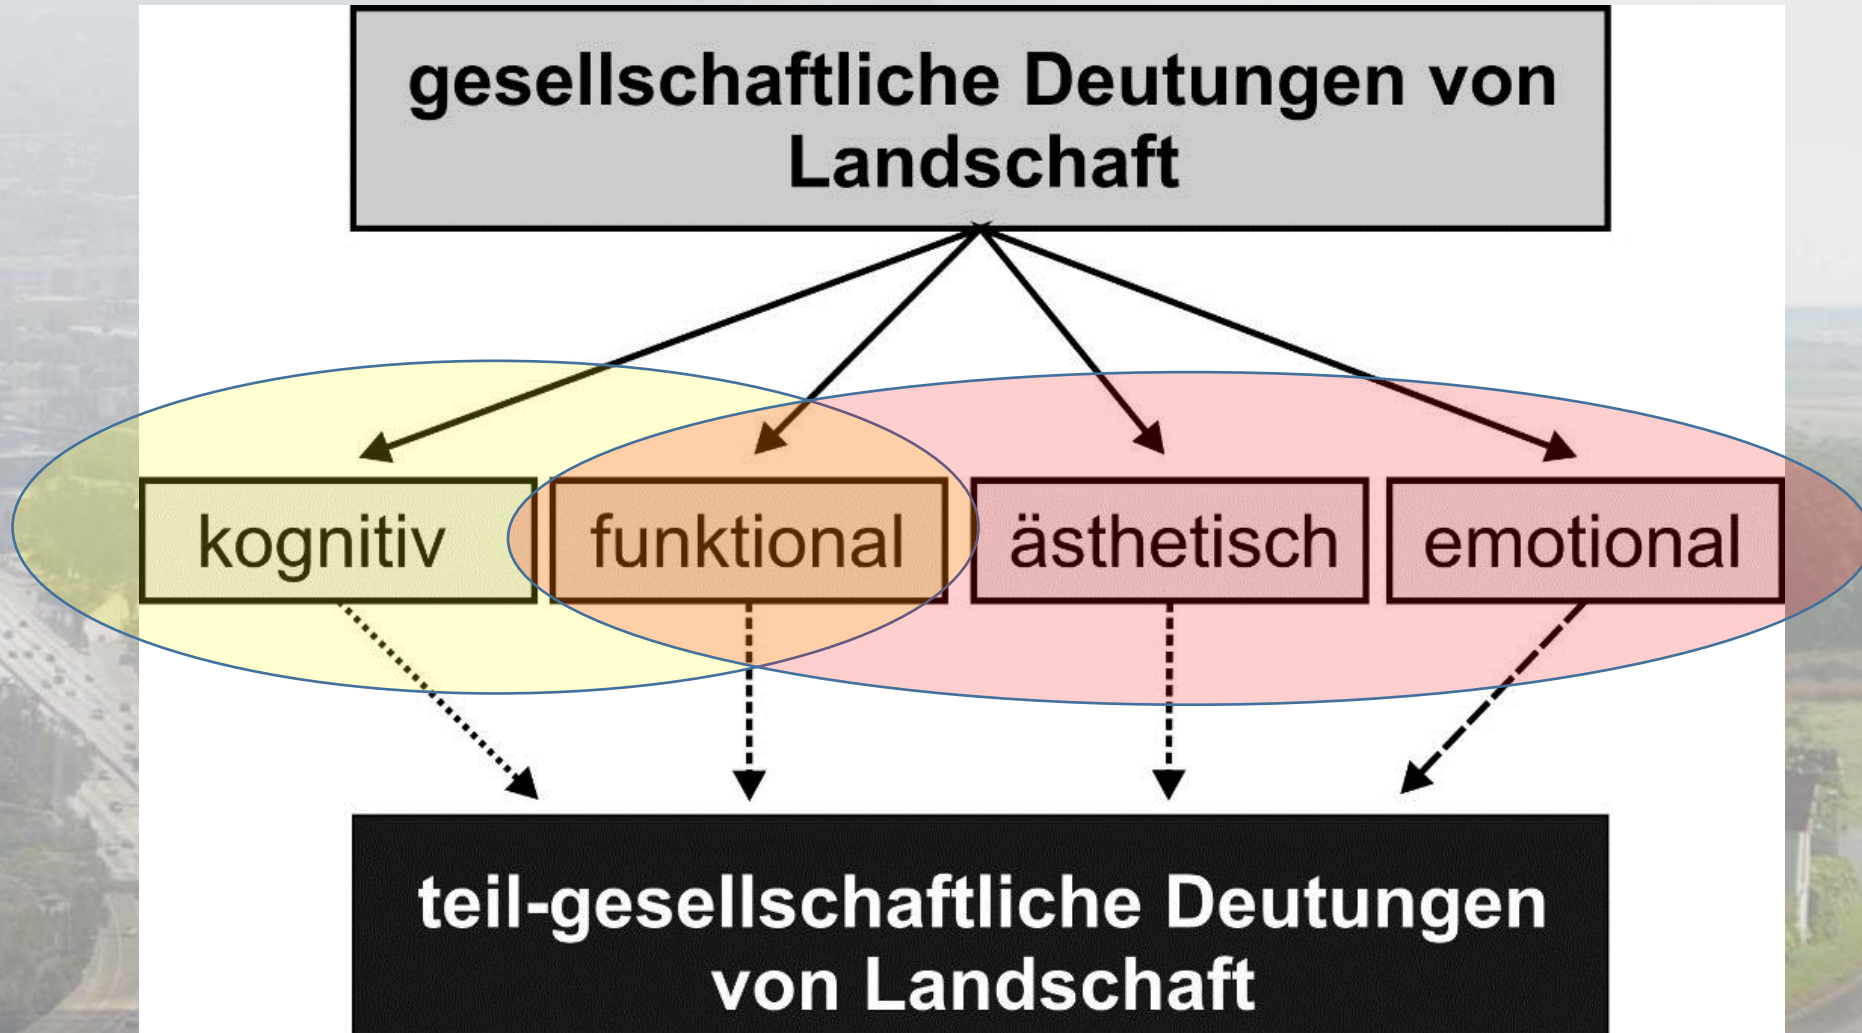 gesellschaftliche Deutungen von
Landschaft
kognitiv
funktional
ästhetisch
emotional
teil-gesellschaftliche Deutungen
von Landschaft